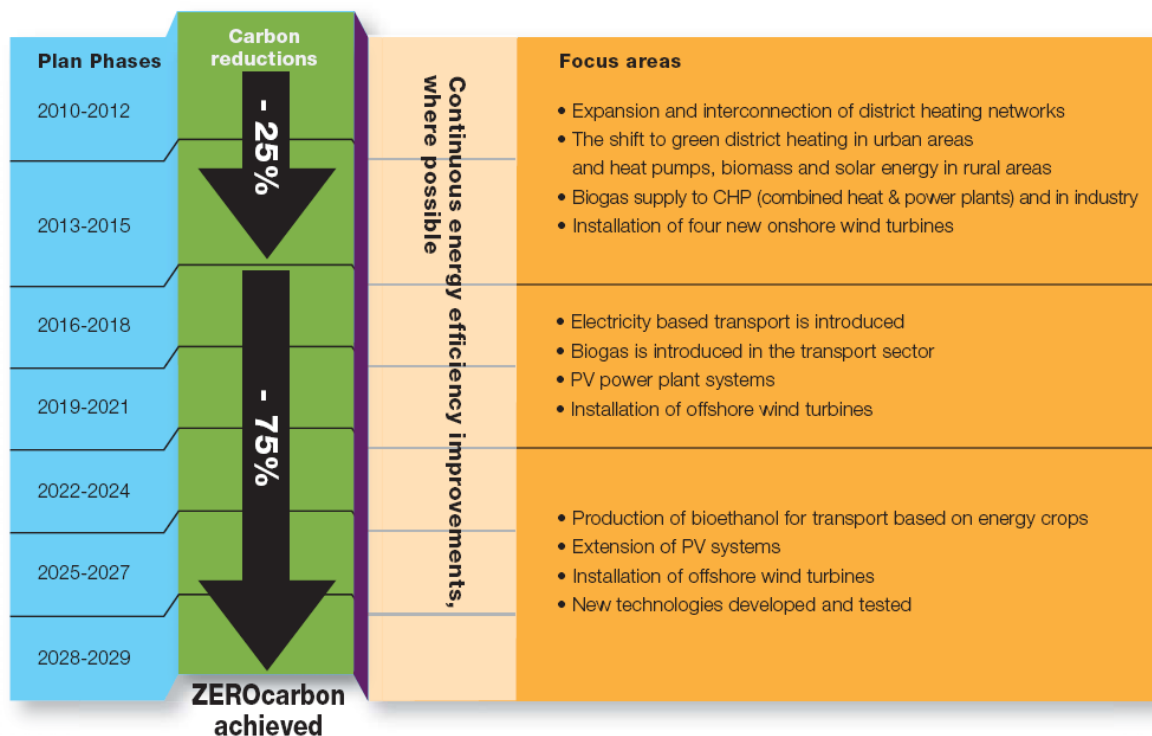 Plan Phases
2010-2012
2013-2015
2016-2018
2019-2021
2022-2024
2025-2027
2028-2029
Carbon
reductions
- 25%
- 75%
ZEROcarbon
achieved
Continuous energy efficiency improvements,
where possible
Focus areas
• Expansion and interconnection of district heating networks
• The shift to green district heating in urban areas
and heat pumps, biomass and solar energy in rural areas
• Biogas supply to CHP (combined heat & power plants) and in industry
• Installation of four new onshore wind turbines
• Electricity based transport is introduced
• Biogas is introduced in the transport sector
• PV power plant systems
• Installation of offshore wind turbines
• Production of bioethanol for transport based on energy crops
• Extension of PV systems
• Installation of offshore wind turbines
• New technologies developed and tested